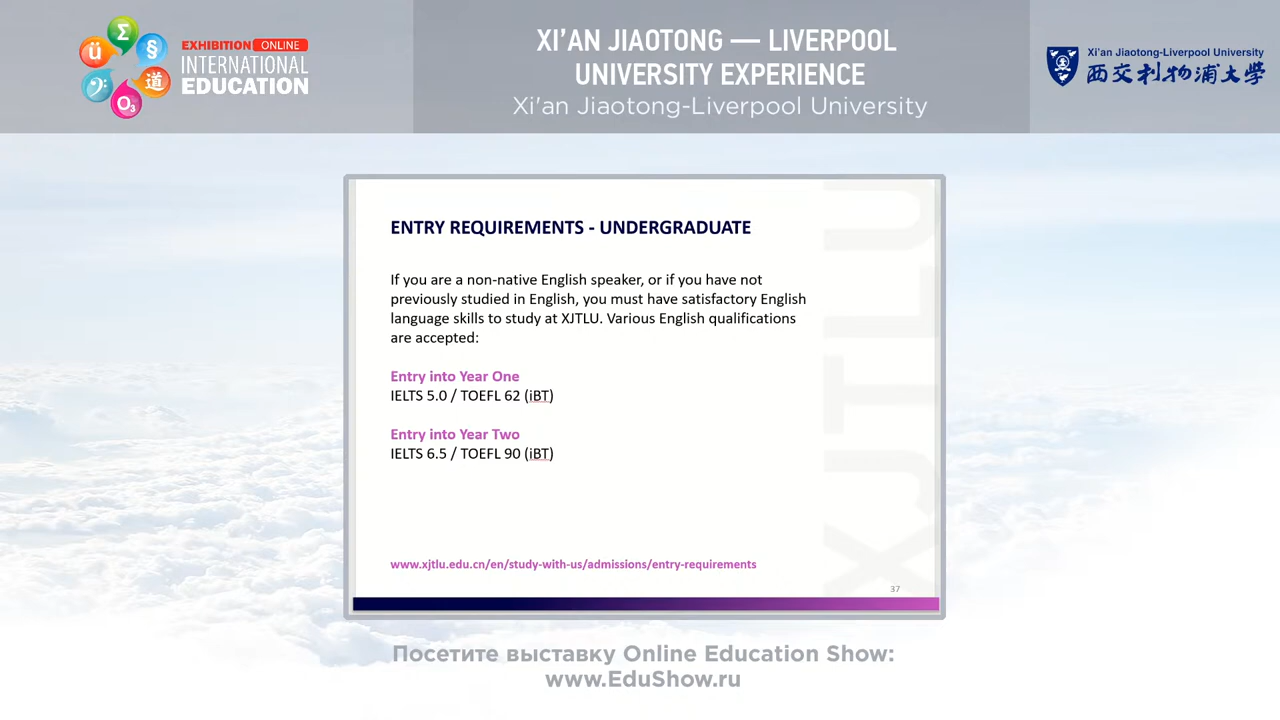 ü
Σ
§
道
O₃
EXHIBITION ONLINE
INTERNATIONAL
EDUCATION
XI’AN JIAOTONG — LIVERPOOL
UNIVERSITY EXPERIENCE
Xi'an Jiaotong-Liverpool University
Xi'an Jiaotong-Liverpool University
西交利物浦大學
ENTRY REQUIREMENTS - UNDERGRADUATE
If you are a non-native English speaker, or if you have not
previously studied in English, you must have satisfactory English
language skills to study at XJTLU. Various English qualifications
are accepted:
Entry into Year One
IELTS 5.0 / TOEFL 62 (iBT)
Entry into Year Two
IELTS 6.5 / TOEFL 90 (iBT)
www.xjtlu.edu.cn/en/study-with-us/admissions/entry-requirements
37
XJTLU
Посетите выставку Online Education Show:
www.EduShow.ru